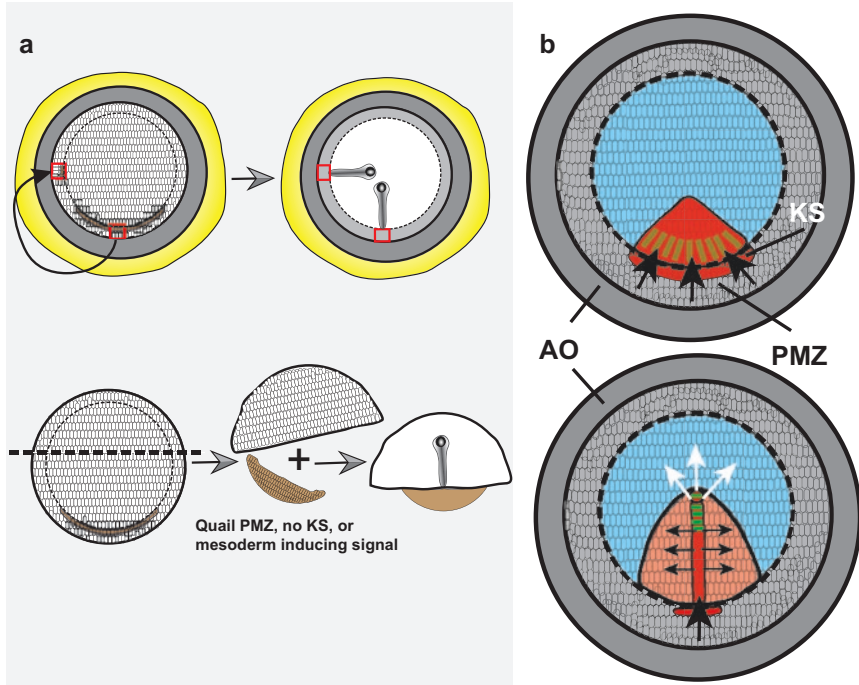 a
Quail PMZ, no KS, or
mesoderm inducing signal
+
b
KS
AO
PMZ